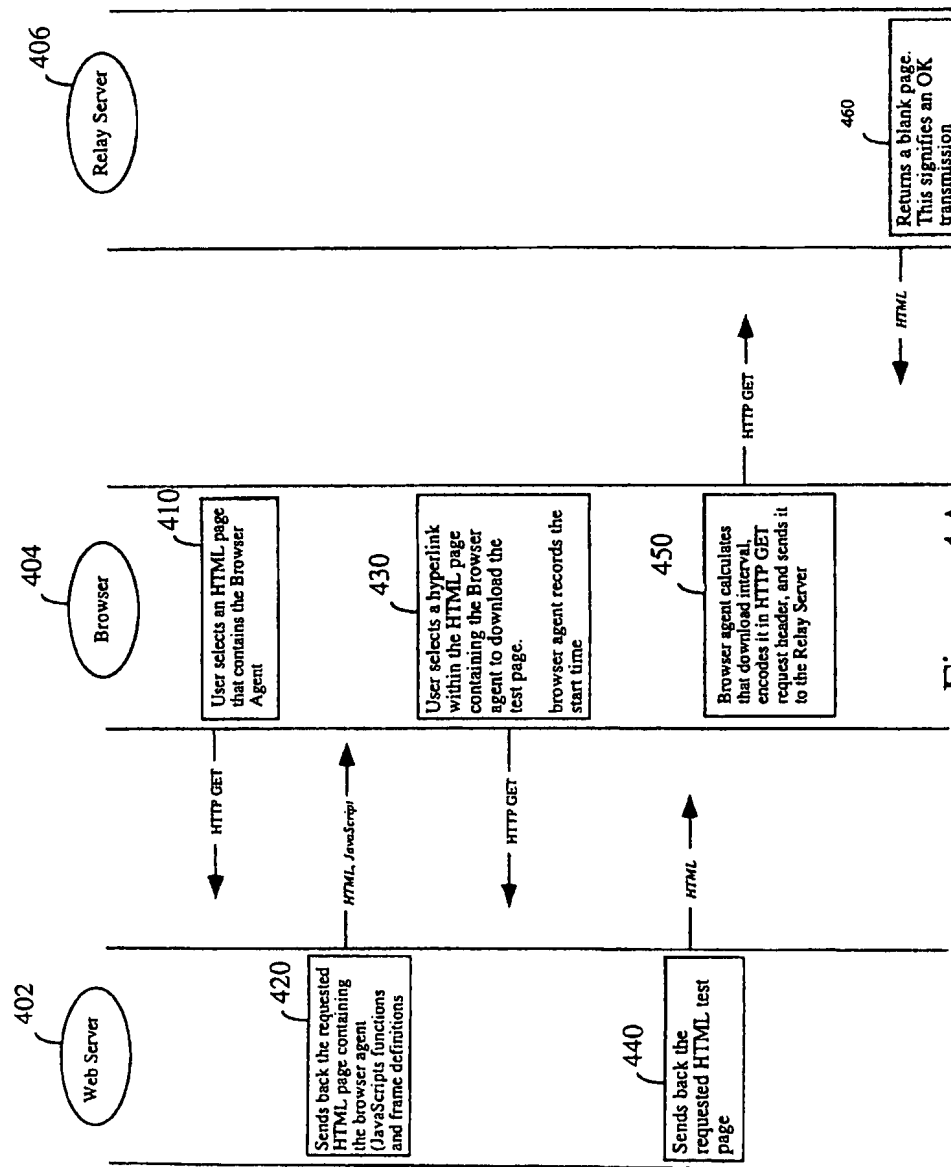 402
Web Server
404
Browser
406
Relay Server
410
User selects an HTML page
that contains the Browser
Agent
HTTP GET
420
Sends back the requested
HTML page containing
the browser agent
(JavaScripts functions
and frame definitions
HTML, JavaScript
430
User selects a hyperlink
within the HTML page
containing the Browser
agent to download the
test page.
browser agent records the
start time
HTTP GET
440
Sends back the
requested HTML test
page
HTML
450
Browser agent calculates
that download interval,
encodes it in HTTP GET
request header, and sends it
to the Relay Server
HTTP GET
460
Returns a blank page.
This signifies an OK
transmission
HTML